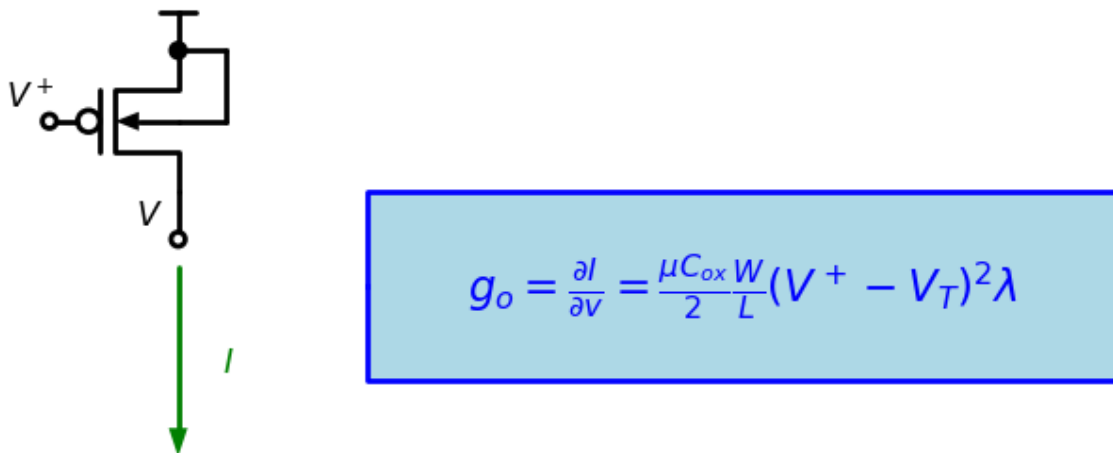 V⁺
V
I
g_o = ∂I/∂v = μC_ox/2 W/L (V⁺ − V_T)²λ